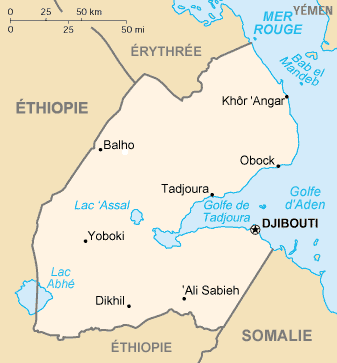 0 25 50 km
0 25 50 mi
MER
ROUGE
YÉMEN
ÉRYTHRÉE
Bab el
Mandeb
ÉTHIOPIE
Khôr ’Angar
Balho
Obock
Tadjoura
Golfe
d’Aden
Lac ’Assal
Golfe de
Tadjoura
DJIBOUTI
Yoboki
Lac
Abhé
Dikhil
’Ali Sabieh
SOMALIE
ÉTHIOPIE